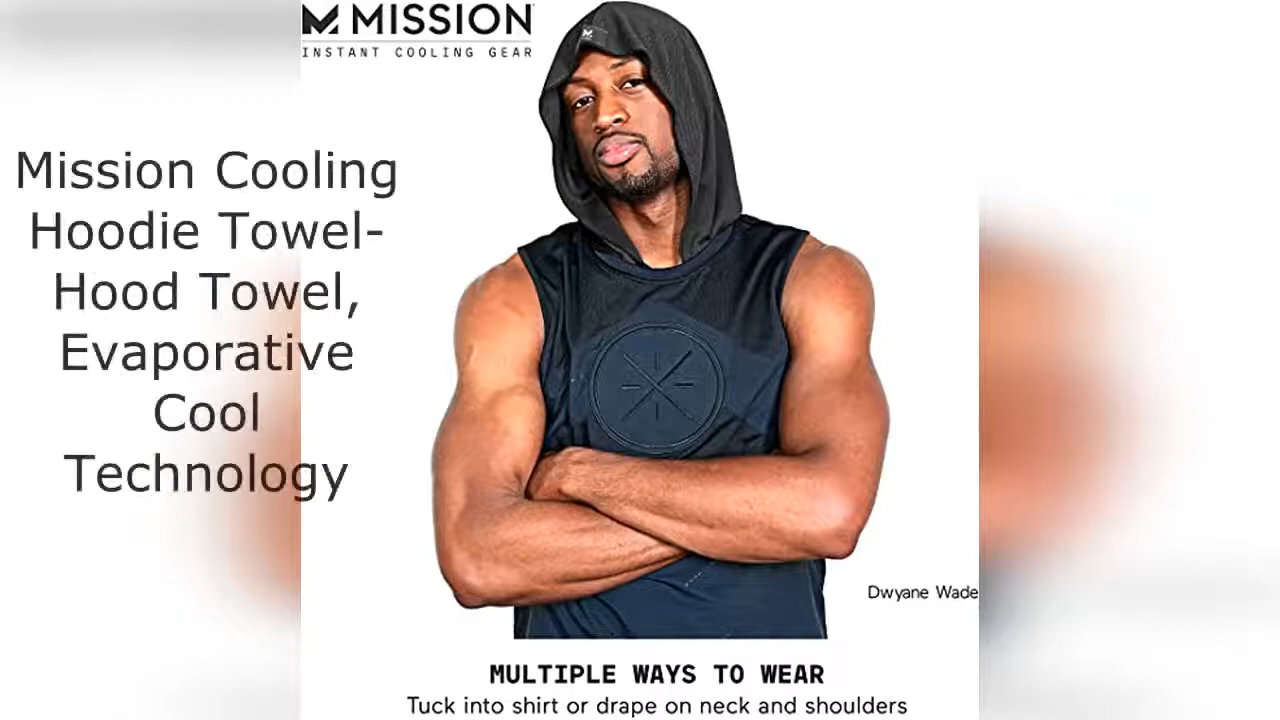 MISSION
INSTANT COOLING GEAR
Mission Cooling
Hoodie Towel-
Hood Towel,
Evaporative
Cool
Technology
Dwyane Wade
MULTIPLE WAYS TO WEAR
Tuck into shirt or drape on neck and shoulders